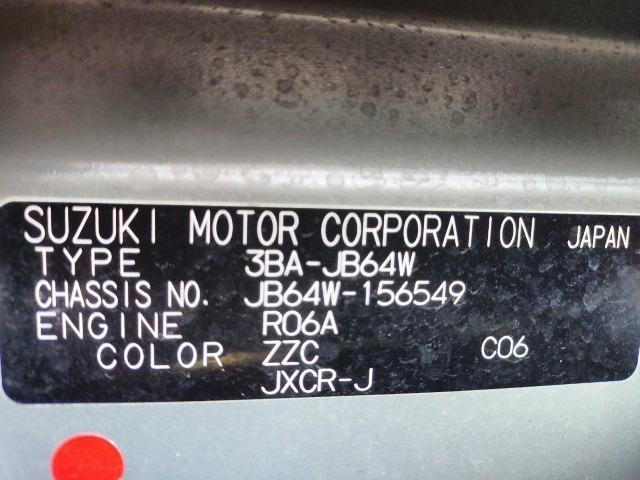 SUZUKI MOTOR CORPORATION JAPAN
TYPE 3BA-JB64W
CHASSIS NO. JB64W-156549
ENGINE R06A
COLOR ZZC C06
JXCR-J